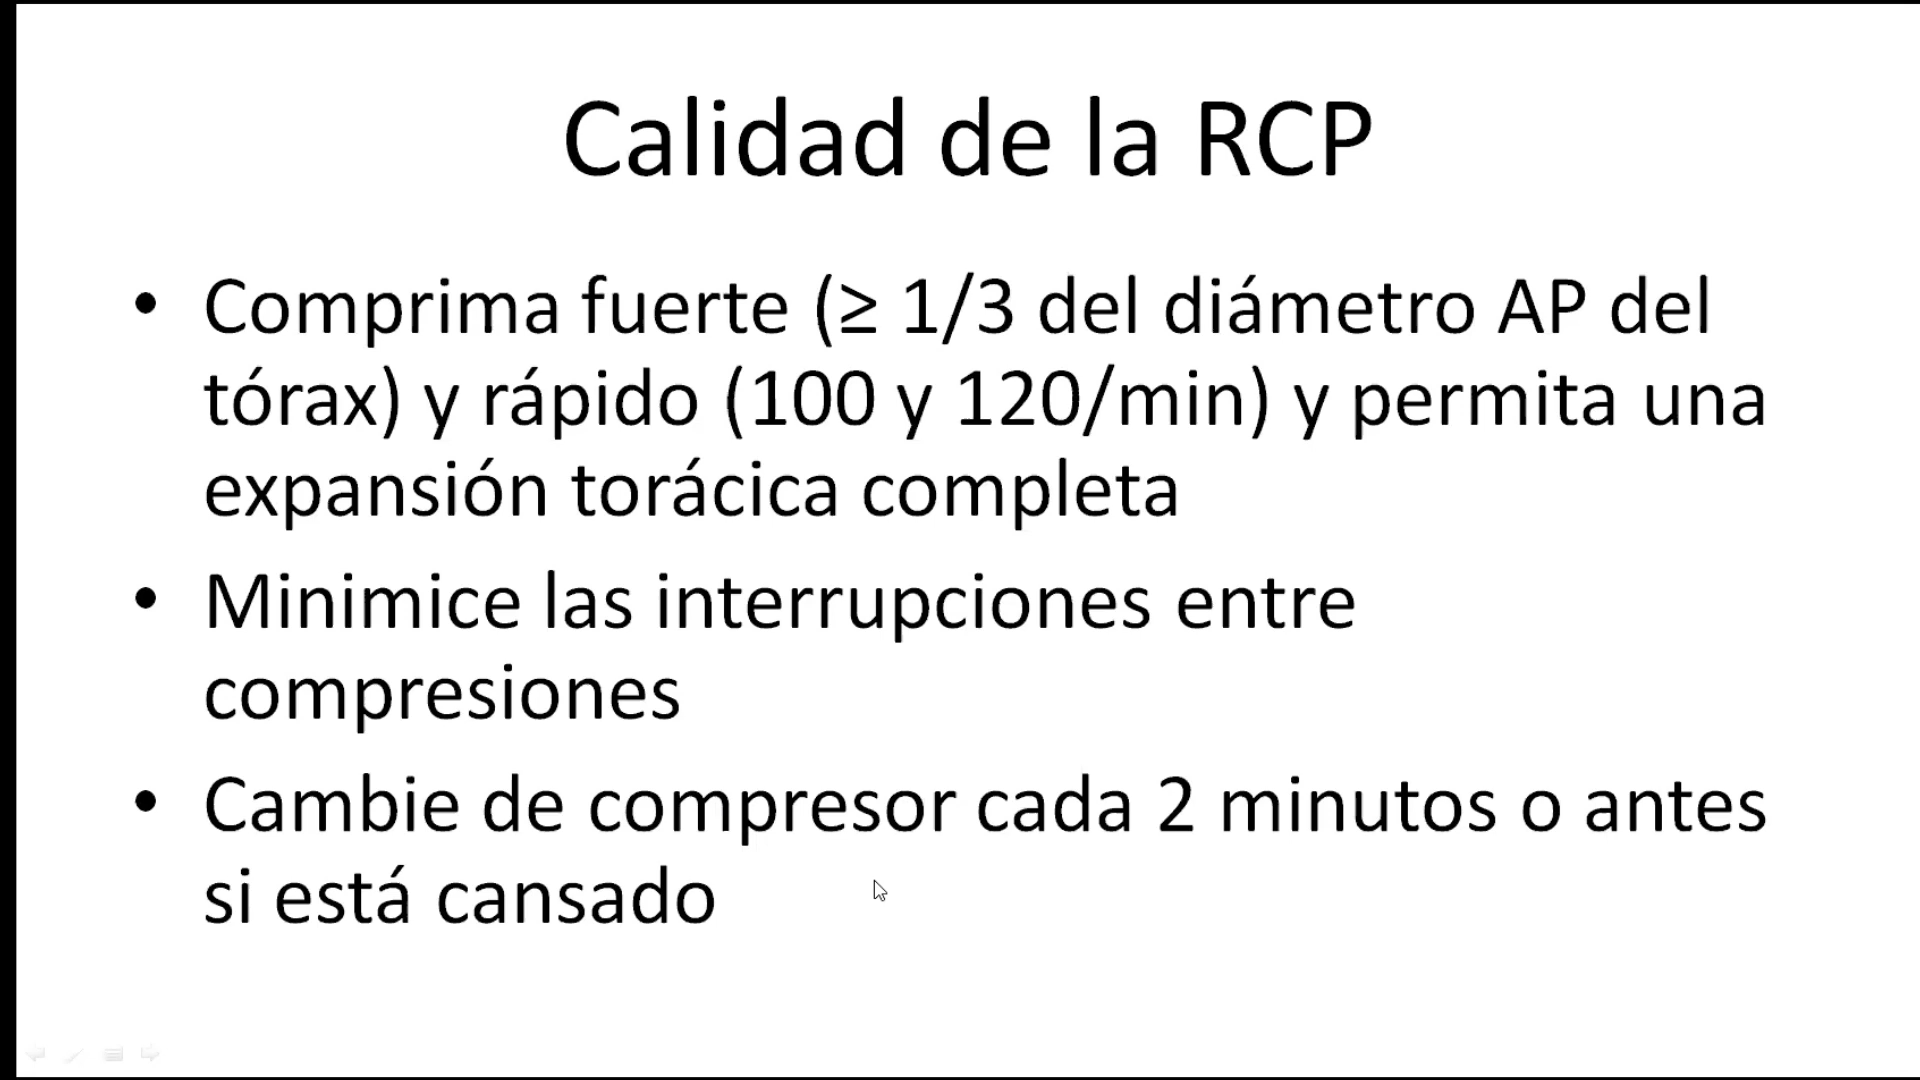 Calidad de la RCP
• Comprima fuerte (≥ 1/3 del diámetro AP del
tórax) y rápido (100 y 120/min) y permita una
expansión torácica completa
• Minimice las interrupciones entre
compresiones
• Cambie de compresor cada 2 minutos o antes
si está cansado